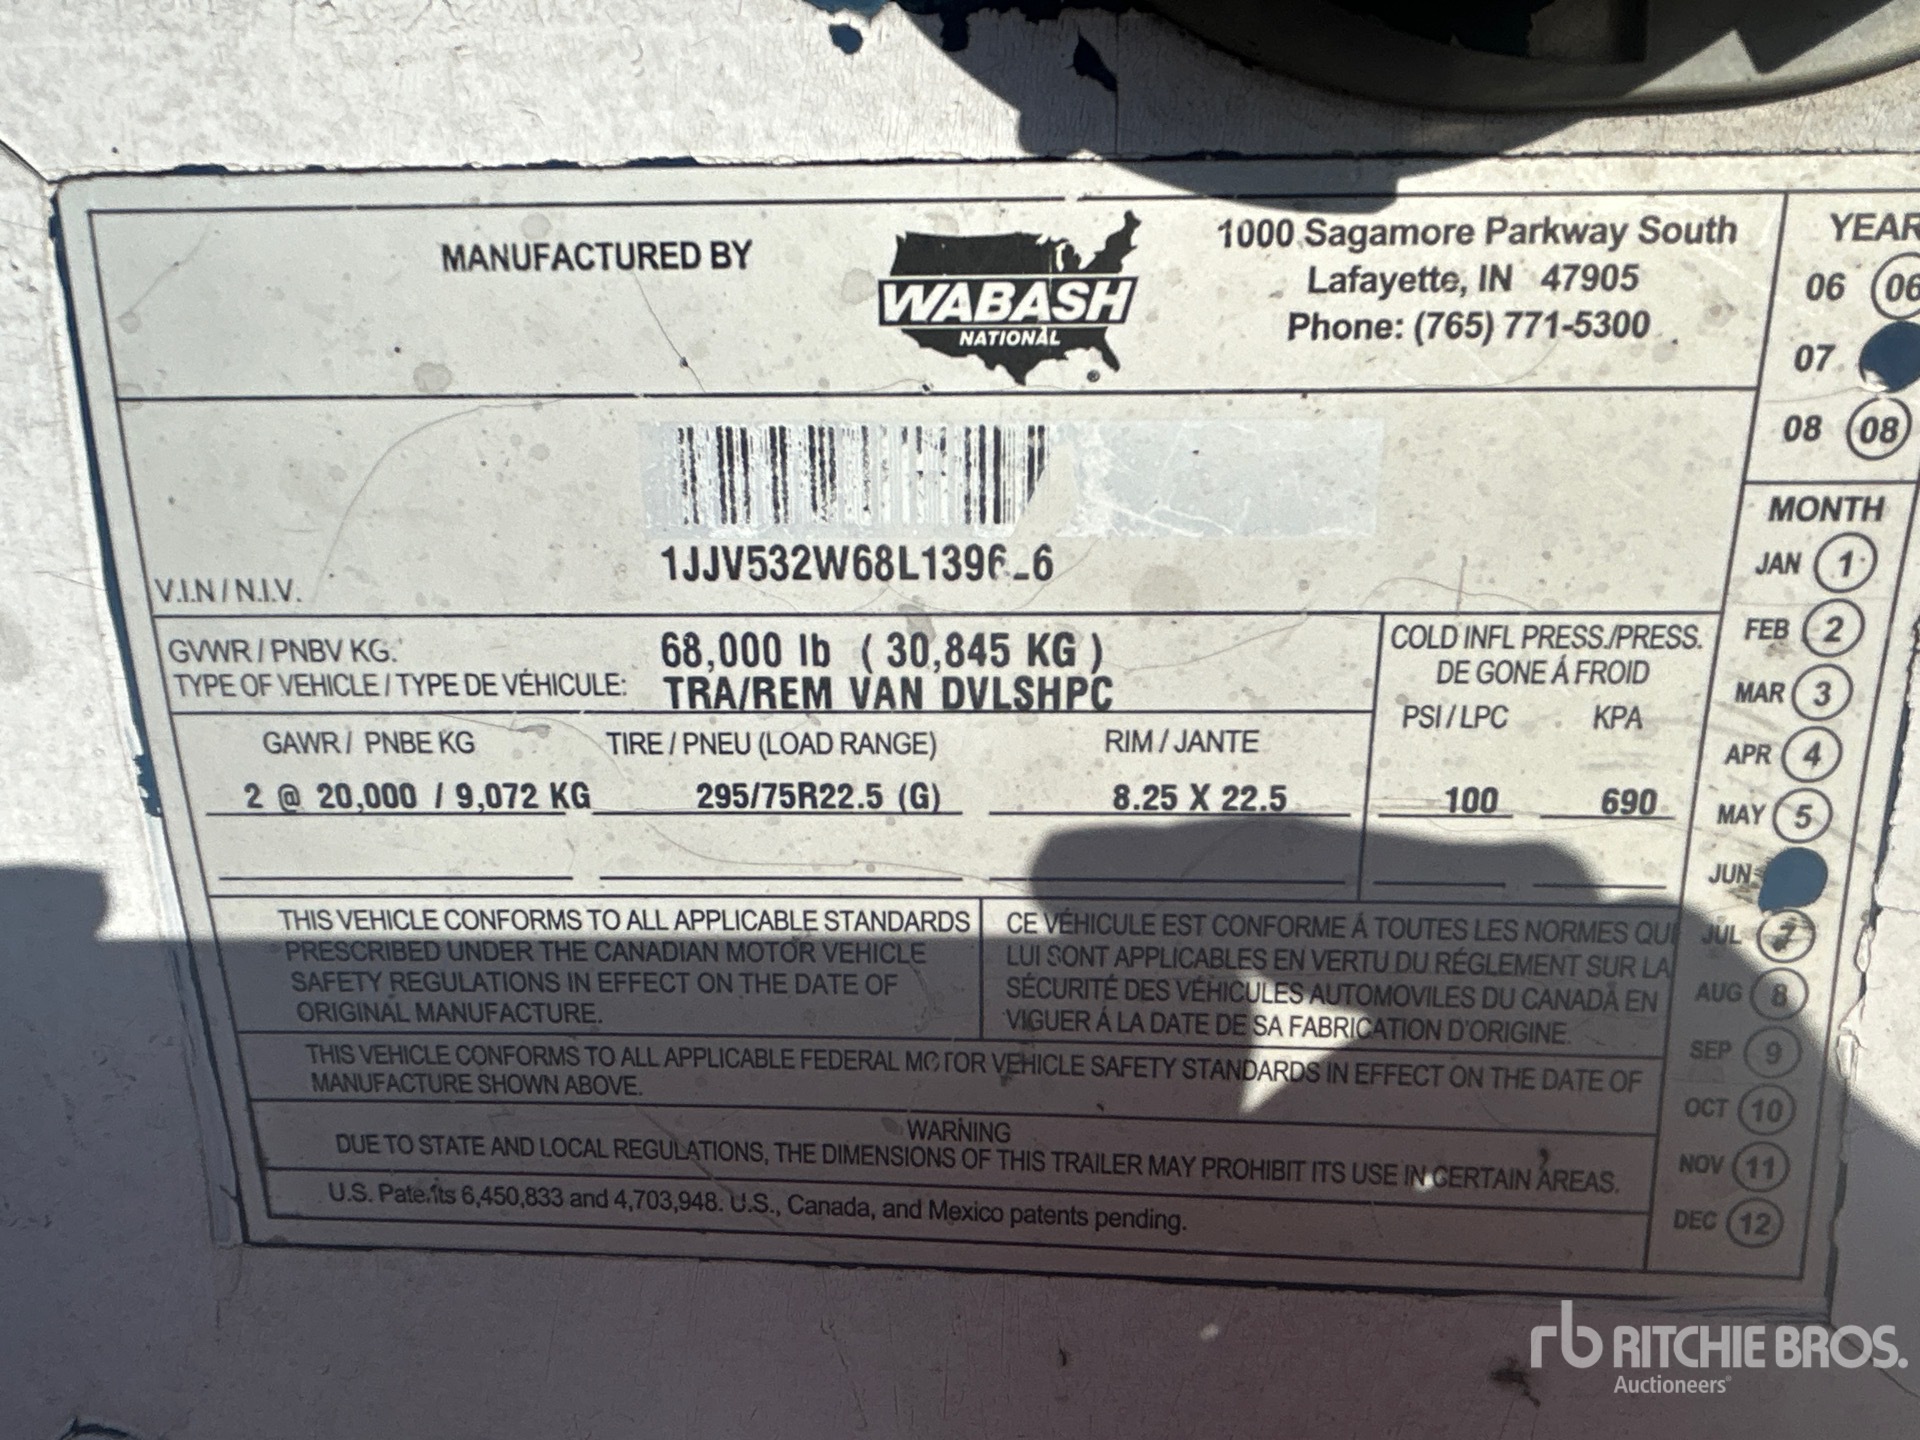 MANUFACTURED BY
WABASH
NATIONAL
®
1000 Sagamore Parkway South
Lafayette, IN 47905
Phone: (765) 771-5300
YEAR
06 06
07
08 08
V.I.N / N.I.V.
GVWR / PNBV KG. 68,000 lb ( 30,845 KG )
TYPE OF VEHICLE / TYPE DE VÉHICULE: TRA/REM VAN DVLSHPC
COLD INFL PRESS./PRESS.
DE GONE Á FROID
PSI / LPC KPA
GAWR / PNBE KG TIRE / PNEU (LOAD RANGE) RIM / JANTE
2 @ 20,000 / 9,072 KG 295/75R22.5 (G) 8.25 X 22.5 100 690
THIS VEHICLE CONFORMS TO ALL APPLICABLE STANDARDS
PRESCRIBED UNDER THE CANADIAN MOTOR VEHICLE
SAFETY REGULATIONS IN EFFECT ON THE DATE OF
ORIGINAL MANUFACTURE.
CE VÉHICULE EST CONFORME Á TOUTES LES NORMES QUI
LUI SONT APPLICABLES EN VERTU DU RÉGLEMENT SUR LA
SÉCURITÉ DES VÉHICULES AUTOMOVILES DU CANADÁ EN
VIGUER Á LA DATE DE SA FABRICATION D'ORIGINE.
THIS VEHICLE CONFORMS TO ALL APPLICABLE FEDERAL MOTOR VEHICLE SAFETY STANDARDS IN EFFECT ON THE DATE OF
MANUFACTURE SHOWN ABOVE.
WARNING
DUE TO STATE AND LOCAL REGULATIONS, THE DIMENSIONS OF THIS TRAILER MAY PROHIBIT ITS USE IN CERTAIN AREAS.
U.S. Patents 6,450,833 and 4,703,948. U.S., Canada, and Mexico patents pending.
MONTH
JAN 1
FEB 2
MAR 3
APR 4
MAY 5
JUN
JUL 7
AUG 8
SEP 9
OCT 10
NOV 11
DEC 12
rb RITCHIE BROS.
Auctioneers